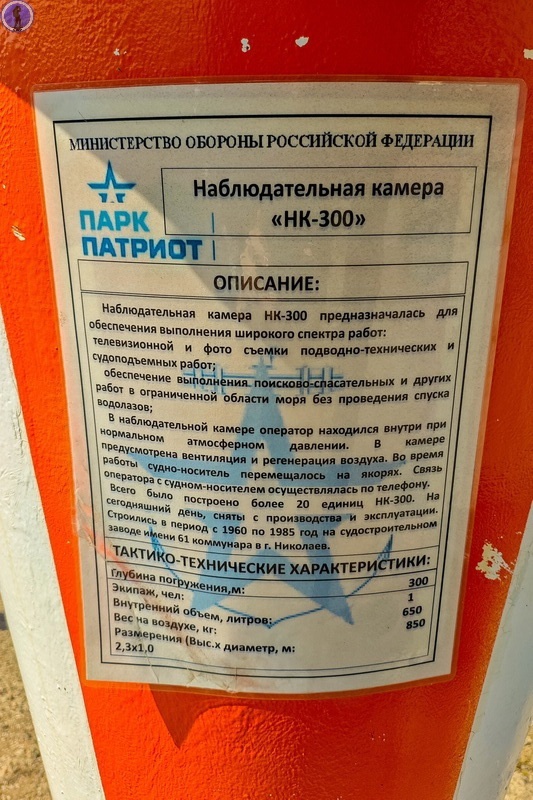 МИНИСТЕРСТВО ОБОРОНЫ РОССИЙСКОЙ ФЕДЕРАЦИИ
ПАРК
ПАТРИОТ
Наблюдательная камера
«НК-300»
ОПИСАНИЕ:
Наблюдательная камера НК-300 предназначалась для
обеспечения выполнения широкого спектра работ:
телевизионной и фото съемки подводно-технических и
судоподъемных работ;
обеспечение выполнения поисково-спасательных и других
работ в ограниченной области моря без проведения спуска
водолазов;
В наблюдательной камере оператор находился внутри при
нормальном атмосферном давлении. В камере
предусмотрена вентиляция и регенерация воздуха. Во время
работы судно-носитель перемещалось на якорях. Связь
оператора с судном-носителем осуществлялась по телефону.
Всего было построено более 20 единиц НК-300. На
сегодняшний день, сняты с производства и эксплуатации.
Строились в период с 1960 по 1985 год на судостроительном
заводе имени 61 коммунара в г. Николаев.
ТАКТИКО-ТЕХНИЧЕСКИЕ ХАРАКТЕРИСТИКИ:
Глубина погружения,м: 300
Экипаж, чел: 1
Внутренний объем, литров: 650
Вес на воздухе, кг: 850
Размерения (Выс.х диаметр, м:
2,3х1,0